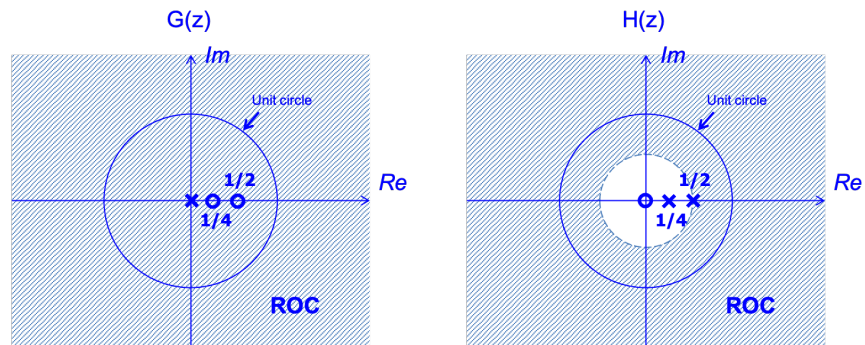 G(z)
Im
Unit circle
1/2
Re
1/4
ROC
H(z)
Im
Unit circle
1/2
Re
1/4
ROC